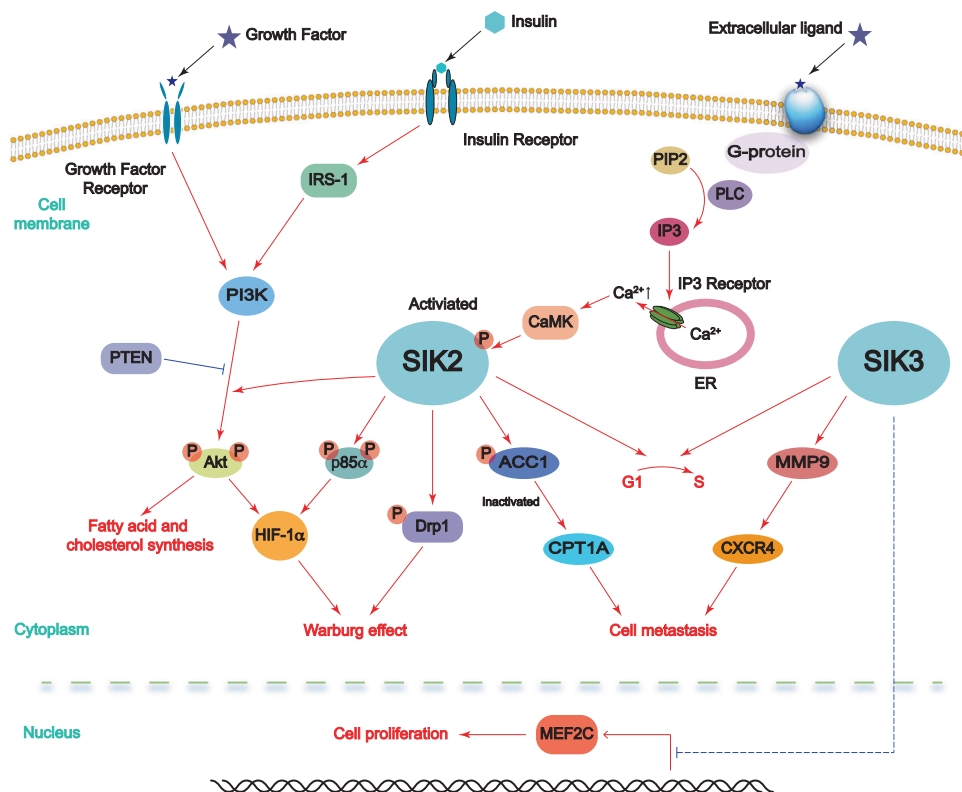 Growth Factor
Insulin
Extracellular ligand
Growth Factor
Receptor
Insulin Receptor
G-protein
PIP2
PLC
IRS-1
Cell
membrane
IP3
IP3 Receptor
PI3K
Ca²⁺↑
Activiated
CaMK
Ca²⁺
P
PTEN
SIK2
SIK3
ER
P
P
Akt
P
P
p85α
P
ACC1
MMP9
G1
S
Inactivated
P
Drp1
Fatty acid and
cholesterol synthesis
HIF-1α
CPT1A
CXCR4
Cytoplasm
Warburg effect
Cell metastasis
Nucleus
Cell proliferation
MEF2C